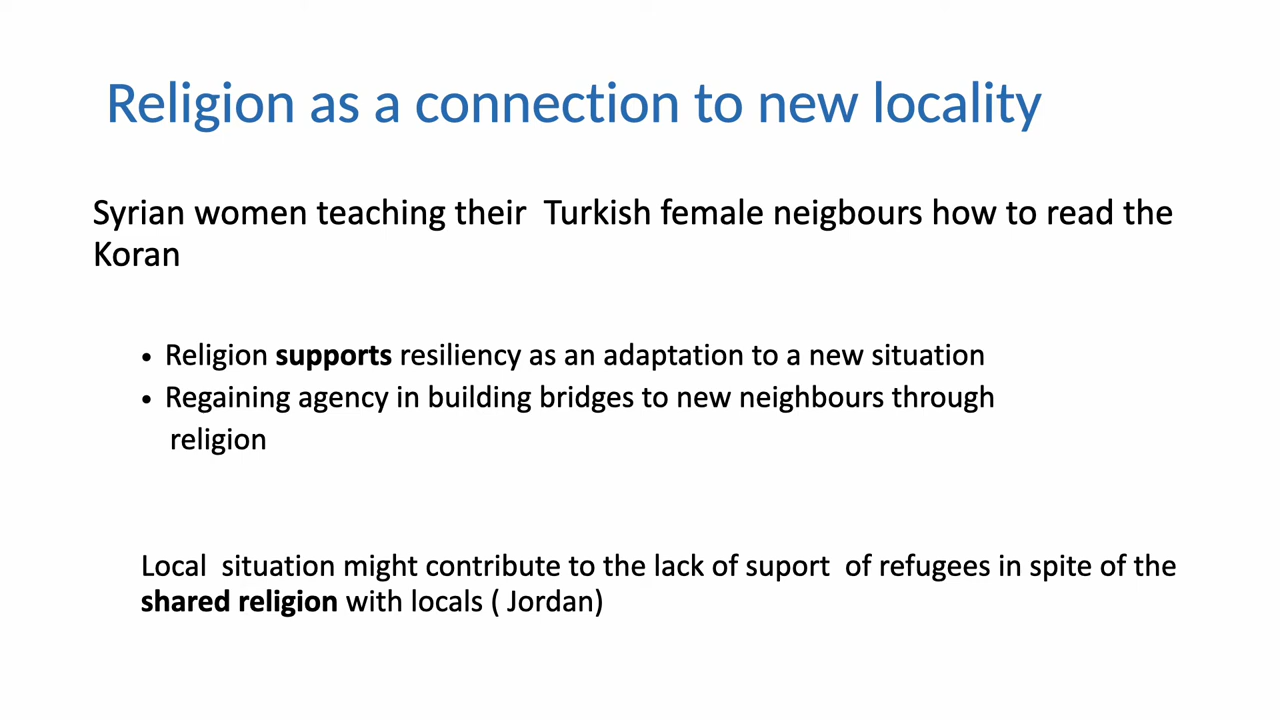 Religion as a connection to new locality
Syrian women teaching their  Turkish female neigbours how to read the
Koran
• Religion supports resiliency as an adaptation to a new situation
• Regaining agency in building bridges to new neighbours through
religion
Local  situation might contribute to the lack of suport  of refugees in spite of the
shared religion with locals ( Jordan)